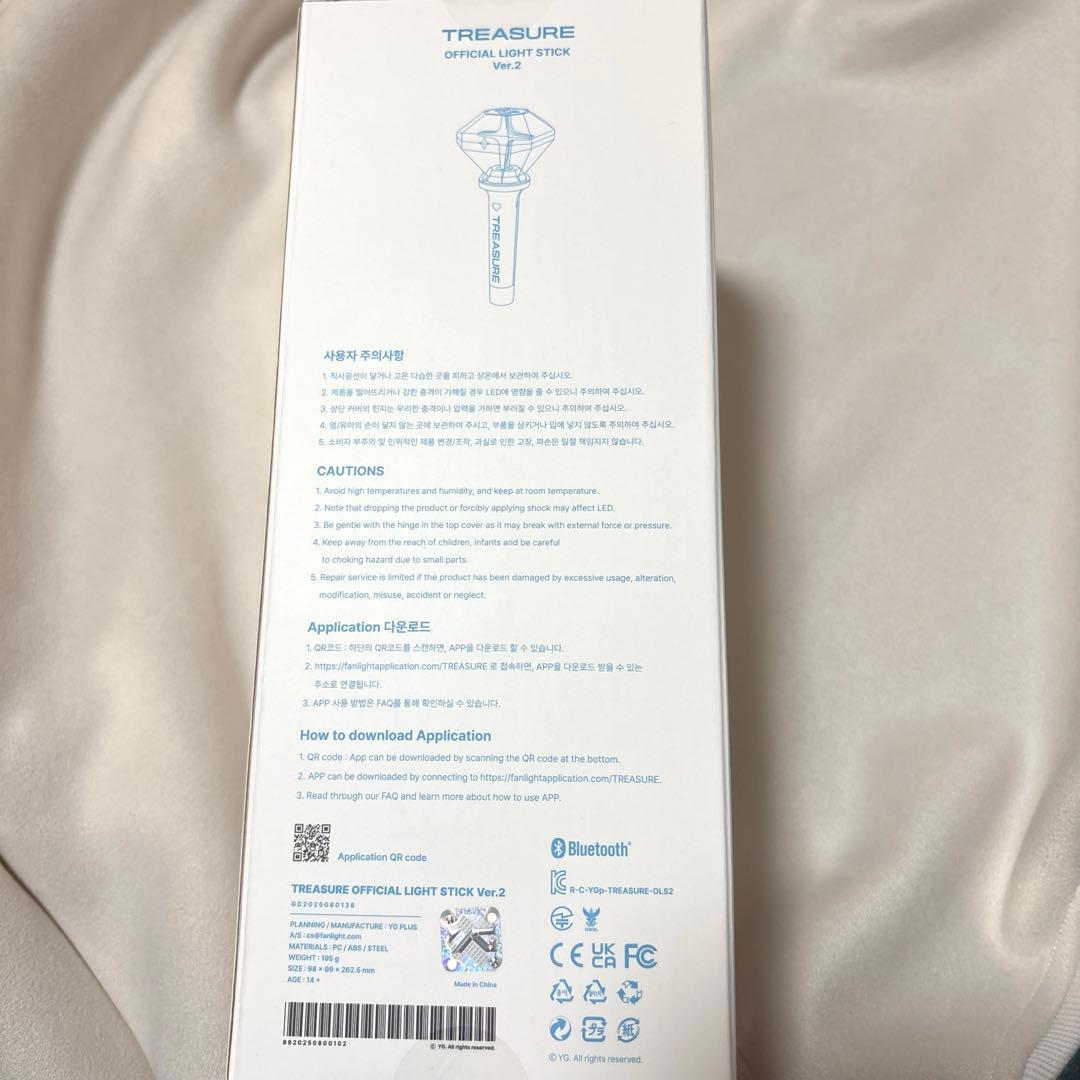 TREASURE
OFFICIAL LIGHT STICK
Ver.2
TREASURE
사용자 주의사항
1. 직사광선이 닿거나 고온 다습한 곳을 피하고 상온에서 보관하여 주십시오.
2. 제품을 떨어뜨리거나 강한 충격이 가해질 경우 LED에 영향을 줄 수 있으니 주의하여 주십시오.
3. 상단 커버의 힌지는 무리한 충격이나 압력을 가하면 부러질 수 있으니 주의하여 주십시오.
4. 영/유아의 손이 닿지 않는 곳에 보관하여 주시고, 부품을 삼키거나 입에 넣지 않도록 주의하여 주십시오.
5. 소비자 부주의 및 인위적인 제품 변경/조작, 과실로 인한 고장, 파손은 일절 책임지지 않습니다.
CAUTIONS
1. Avoid high temperatures and humidity, and keep at room temperature.
2. Note that dropping the product or forcibly applying shock may affect LED.
3. Be gentle with the hinge in the top cover as it may break with external force or pressure.
4. Keep away from the reach of children, infants and be careful
to choking hazard due to small parts.
5. Repair service is limited if the product has been damaged by excessive usage, alteration,
modification, misuse, accident or neglect.
Application 다운로드
1. QR코드 : 하단의 QR코드를 스캔하면, APP을 다운로드 할 수 있습니다.
2. https://fanlightapplication.com/TREASURE 로 접속하면, APP을 다운로드 받을 수 있는
주소로 연결됩니다.
3. APP 사용 방법은 FAQ를 통해 확인하실 수 있습니다.
How to download Application
1. QR code : App can be downloaded by scanning the QR code at the bottom.
2. APP can be downloaded by connecting to https://fanlightapplication.com/TREASURE.
3. Read through our FAQ and learn more about how to use APP.
Application QR code
Bluetooth®
TREASURE OFFICIAL LIGHT STICK Ver.2
GD2025080138
R-C-YGp-TREASURE-OLS2
PLANNING / MANUFACTURE : YG PLUS
A/S : cs@fanlight.com
MATERIALS : PC / ABS / STEEL
WEIGHT : 195 g
SIZE : 98 × 99 × 262.5 mm
AGE : 14 +
Made in China
CE UK CA FC
プラ 紙
9920250800102
© YG. All rights reserved.
© YG. All rights reserved.